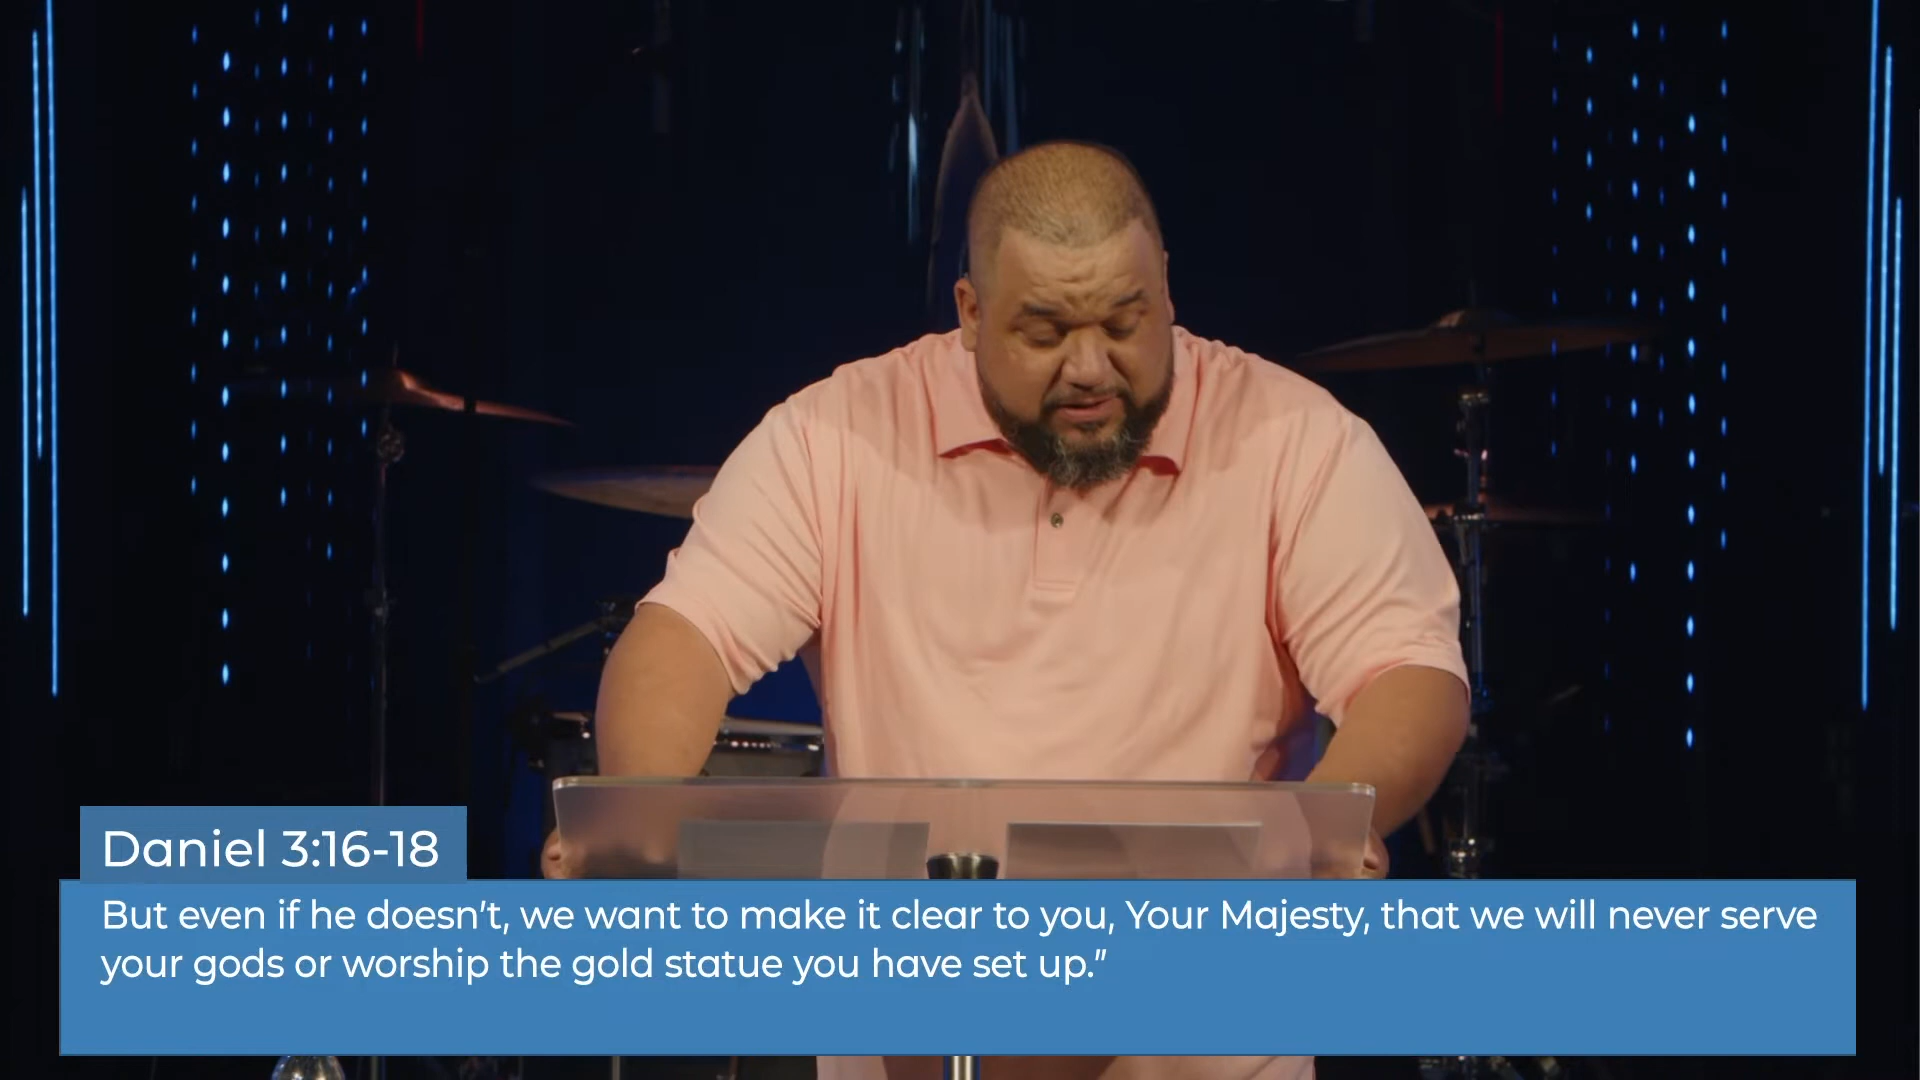 Daniel 3:16-18
But even if he doesn't, we want to make it clear to you, Your Majesty, that we will never serve
your gods or worship the gold statue you have set up.”